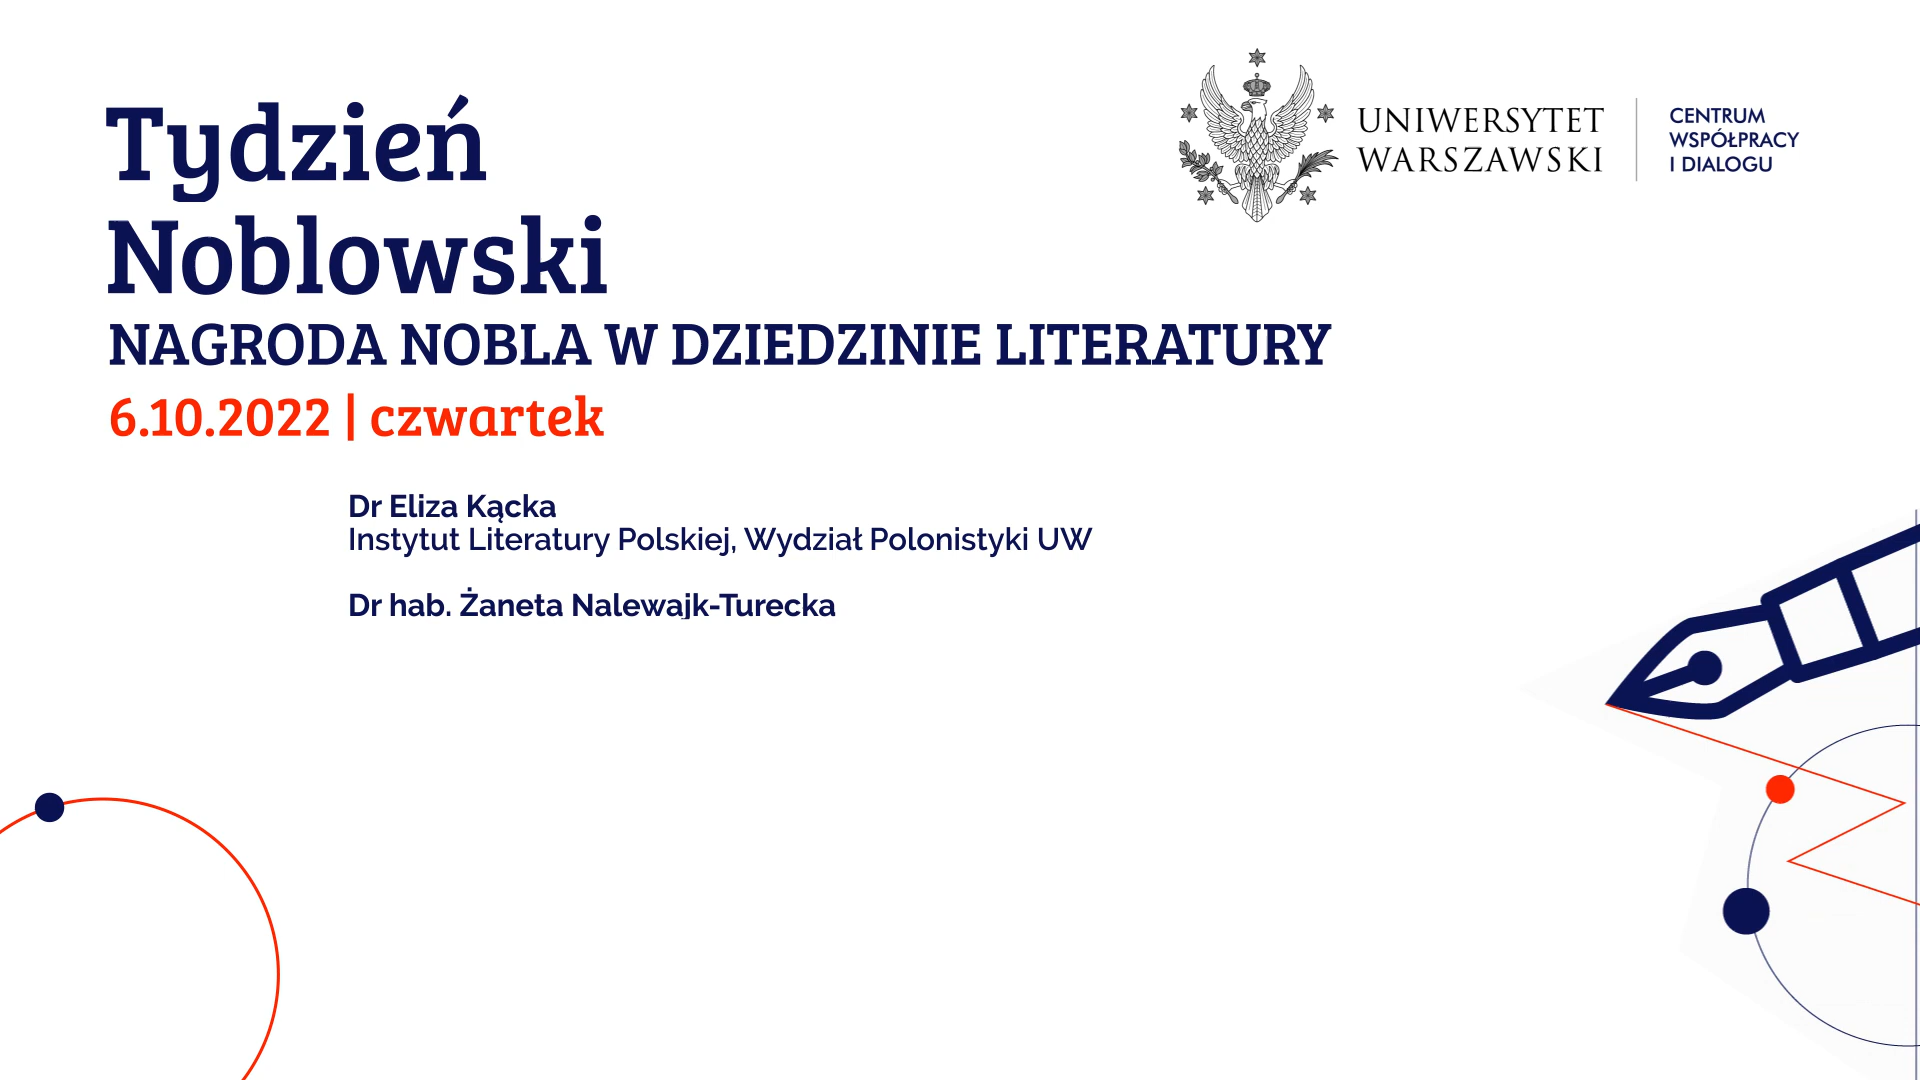 Tydzień
Noblowski
NAGRODA NOBLA W DZIEDZINIE LITERATURY
6.10.2022 | czwartek
UNIWERSYTET
WARSZAWSKI
CENTRUM
WSPÓŁPRACY
I DIALOGU
Dr Eliza Kącka
Instytut Literatury Polskiej, Wydział Polonistyki UW
Dr hab. Żaneta Nalewajk-Turecka